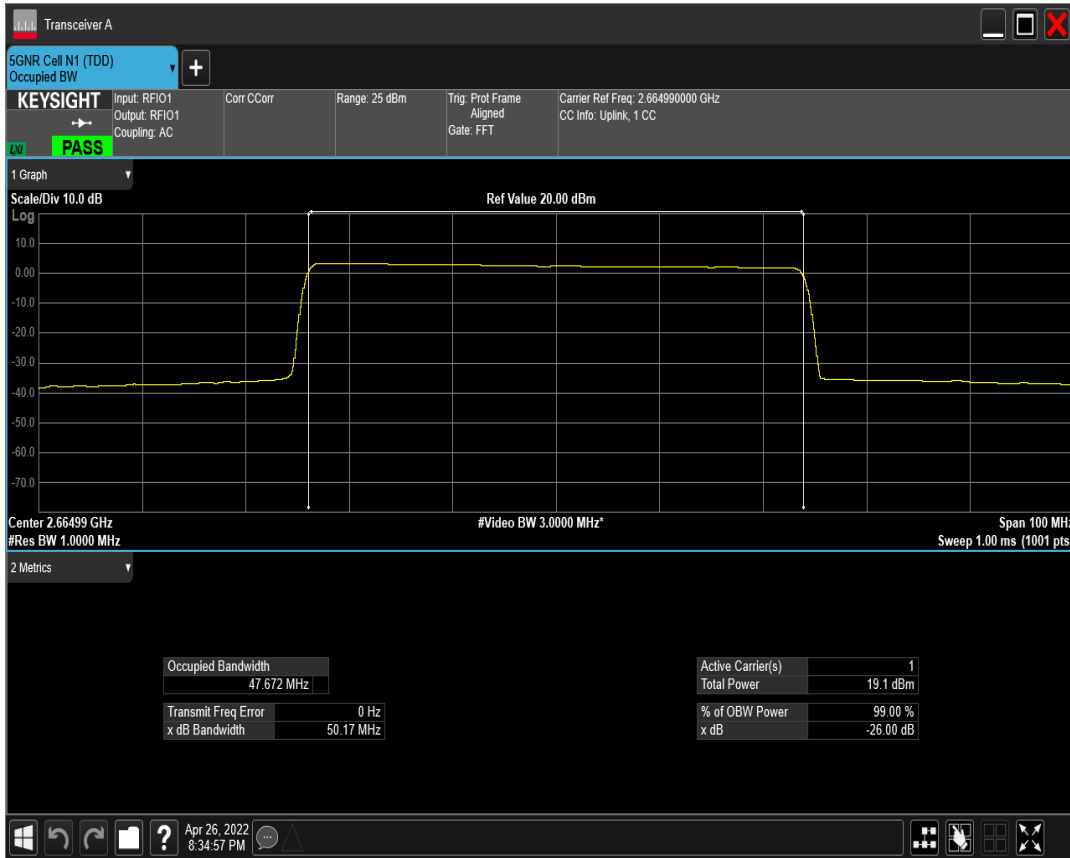 Transceiver A
5GNR Cell N1 (TDD)
Occupied BW
KEYSIGHT
LXI
PASS
Input: RFIO1
Output: RFIO1
Coupling: AC
Corr CCorr
Range: 25 dBm
Trig: Prot Frame
Aligned
Gate: FFT
Carrier Ref Freq: 2.664990000 GHz
CC Info: Uplink, 1 CC
1 Graph
Scale/Div 10.0 dB
Ref Value 20.00 dBm
Log
10.0
0.00
-10.0
-20.0
-30.0
-40.0
-50.0
-60.0
-70.0
Center 2.66499 GHz
#Video BW 3.0000 MHz*
Span 100 MHz
#Res BW 1.0000 MHz
Sweep 1.00 ms (1001 pts
2 Metrics
Occupied Bandwidth
47.672 MHz
Transmit Freq Error 0 Hz
x dB Bandwidth 50.17 MHz
Active Carrier(s) 1
Total Power 19.1 dBm
% of OBW Power 99.00 %
x dB -26.00 dB
?
Apr 26, 2022
8:34:57 PM